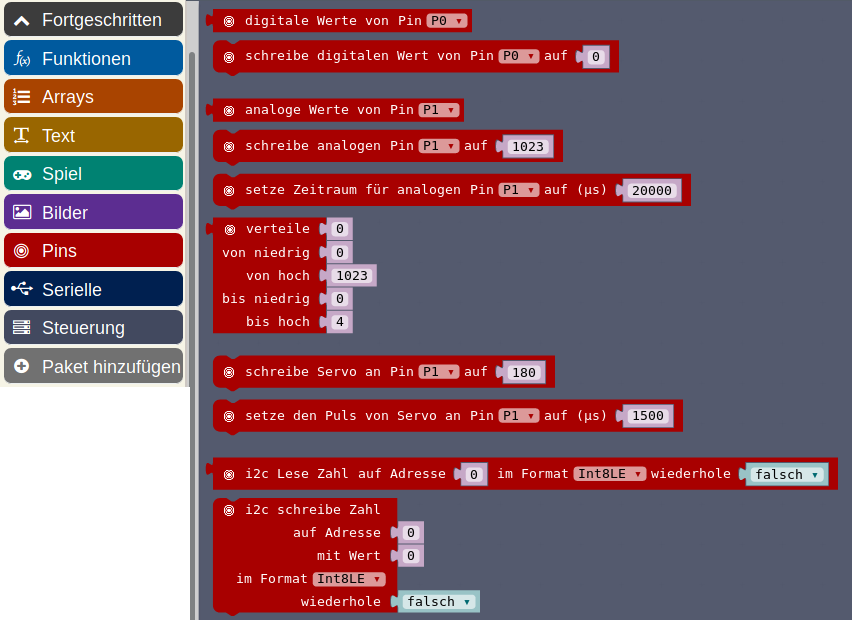 Fortgeschritten
Funktionen
Arrays
Text
Spiel
Bilder
Pins
Serielle
Steuerung
Paket hinzufügen
digitale Werte von Pin P0
schreibe digitalen Wert von Pin P0 auf 0
analoge Werte von Pin P1
schreibe analogen Pin P1 auf 1023
setze Zeitraum für analogen Pin P1 auf (µs) 20000
verteile 0
von niedrig 0
von hoch 1023
bis niedrig 0
bis hoch 4
schreibe Servo an Pin P1 auf 180
setze den Puls von Servo an Pin P1 auf (µs) 1500
i2c Lese Zahl auf Adresse 0 im Format Int8LE wiederhole falsch
i2c schreibe Zahl
auf Adresse 0
mit Wert 0
im Format Int8LE
wiederhole falsch